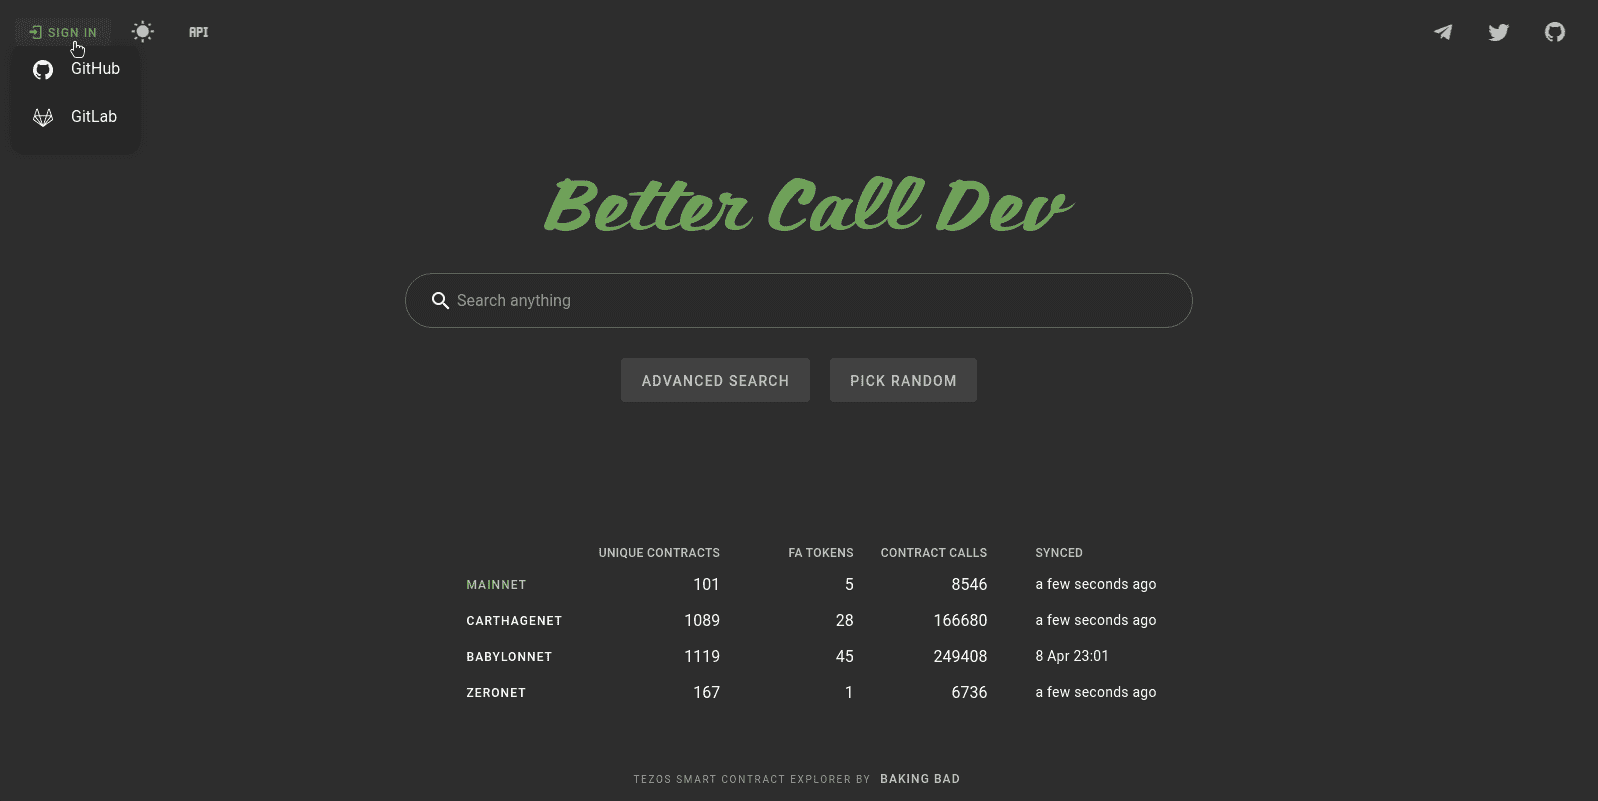 SIGN IN
API
GitHub
GitLab
Better Call Dev
Search anything
ADVANCED SEARCH PICK RANDOM
UNIQUE CONTRACTS FA TOKENS CONTRACT CALLS SYNCED
MAINNET 101 5 8546 a few seconds ago
CARTHAGENET 1089 28 166680 a few seconds ago
BABYLONNET 1119 45 249408 8 Apr 23:01
ZERONET 167 1 6736 a few seconds ago
TEZOS SMART CONTRACT EXPLORER BY BAKING BAD